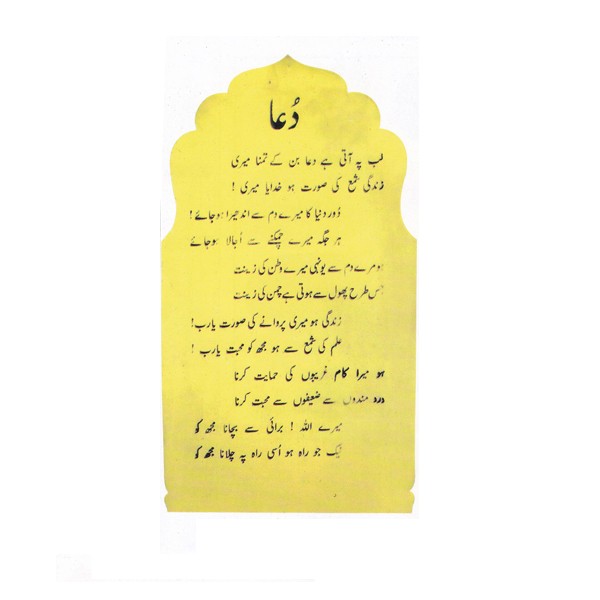 دُعا
لب پہ آتی ہے دعا بن کے تمنا میری
زندگی شمع کی صورت ہو خدایا میری !
دُور دنیا کا میرے دم سے اندھیرا ہو جائے !
ہر جگہ میرے چمکنے سے اُجالا ہو جائے
ہو مرے دم سے یونہی میرے وطن کی زینت
جس طرح پھول سے ہوتی ہے چمن کی زینت
زندگی ہو میری پروانے کی صورت یارب !
علم کی شمع سے ہو مجھ کو محبت یارب !
ہو میرا کام غریبوں کی حمایت کرنا
درد مندوں سے ضعیفوں سے محبت کرنا
میرے اللہ ! برائی سے بچانا مجھ کو
نیک جو راہ ہو اُسی راہ پہ چلانا مجھ کو